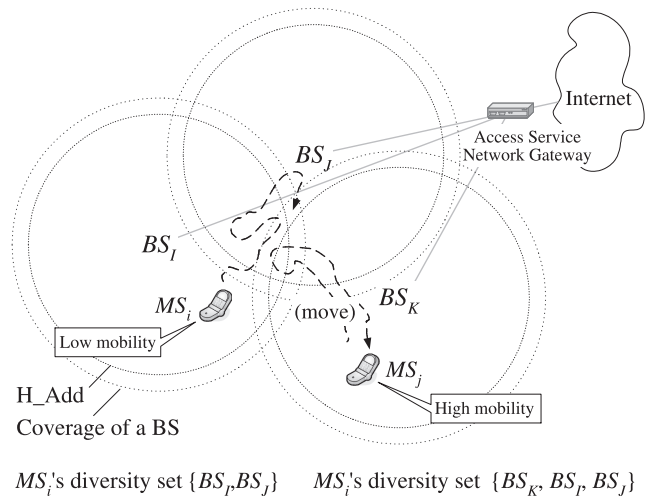 Internet
Access Service
Network Gateway
BS_J
BS_I
BS_K
MS_i
(move)
Low mobility
MS_j
H_Add
High mobility
Coverage of a BS
MS_i's diversity set {BS_I,BS_J}
MS_i's diversity set {BS_K, BS_I, BS_J}